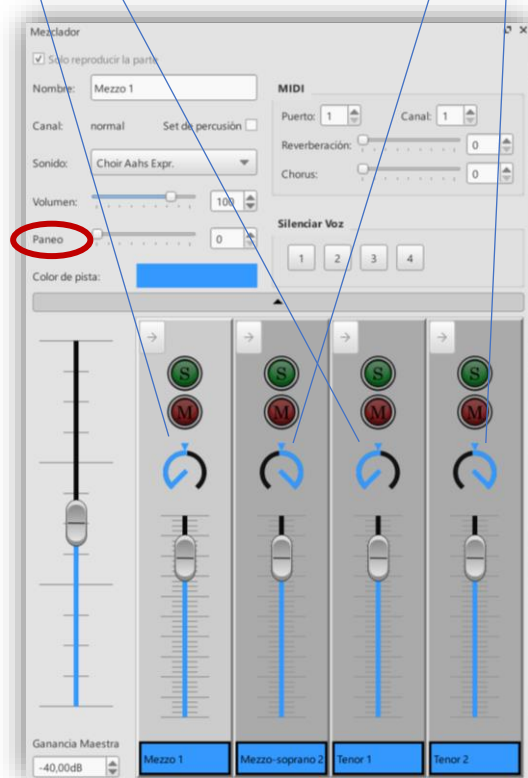 Mezclador
Solo reproducir la parte
Nombre: Mezzo 1
Canal: normal Set de percusión
Sonido: Choir Aahs Expr.
Volumen: 100
Paneo 0
Color de pista:
MIDI
Puerto: 1 Canal: 1
Reverberación: 0
Chorus: 0
Silenciar Voz
1 2 3 4
S S S S
M M M M
Ganancia Maestra
-40,00dB
Mezzo 1 Mezzo-soprano 2 Tenor 1 Tenor 2